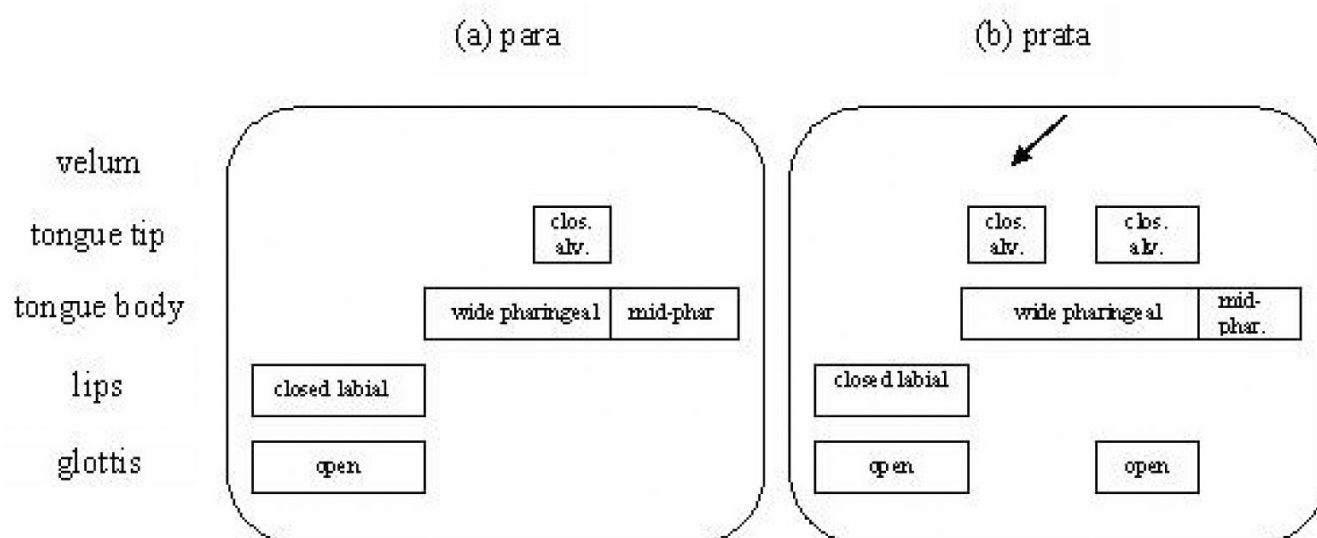 (a) para
(b) prata
velum
tongue tip
clos.
alv.
clos.
alv.
clos.
alv.
tongue body
wide pharingeal
mid-phar
wide pharingeal
mid-
phar.
lips
closed labial
closed labial
glottis
open
open
open